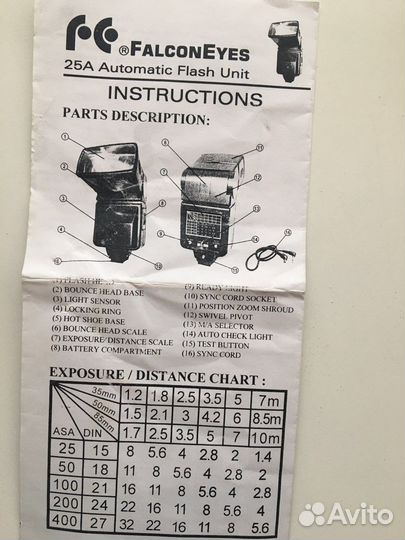 ® FALCONEYES
25A Automatic Flash Unit
INSTRUCTIONS
PARTS DESCRIPTION:
(2) BOUNCE HEAD BASE
(3) LIGHT SENSOR
(4) LOCKING RING
(5) HOT SHOE BASE
(6) BOUNCE HEAD SCALE
(7) EXPOSURE/DISTANCE SCALE
(8) BATTERY COMPARTMENT
(9) READY LIGHT
(10) SYNC CORD SOCKET
(11) POSITION ZOOM SHROUD
(12) SWIVEL PIVOT
(13) M/A SELECTOR
(14) AUTO CHECK LIGHT
(15) TEST BUTTON
(16) SYNC CORD
EXPOSURE / DISTANCE CHART :
35mm 1.2 1.8 2.5 3.5 5 7m
50mm 1.5 2.1 3 4.2 6 8.5m
85mm 1.7 2.5 3.5 5 7 10m
ASA DIN
25 15 8 5.6 4 2.8 2 1.4
50 18 11 8 5.6 4 2.8 2
100 21 16 11 8 5.6 4 2.8
200 24 22 16 11 8 5.6 4
400 27 32 22 16 11 8 5.6
Avito